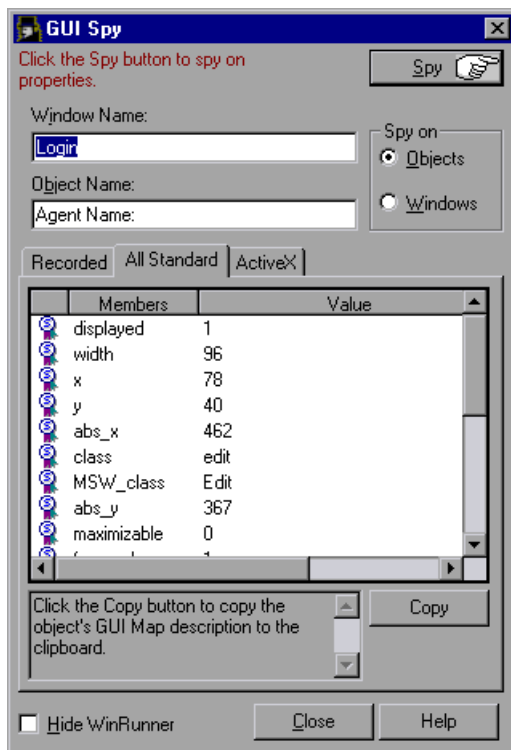 GUI Spy
Click the Spy button to spy on
properties.
Spy
Window Name:
Login
Spy on
Objects
Object Name:
Windows
Agent Name:
Recorded All Standard ActiveX
Members Value
displayed 1
width 96
x 78
y 40
abs_x 462
class edit
MSW_class Edit
abs_y 367
maximizable 0
Click the Copy button to copy the
object's GUI Map description to the
clipboard.
Copy
Hide WinRunner
Close
Help